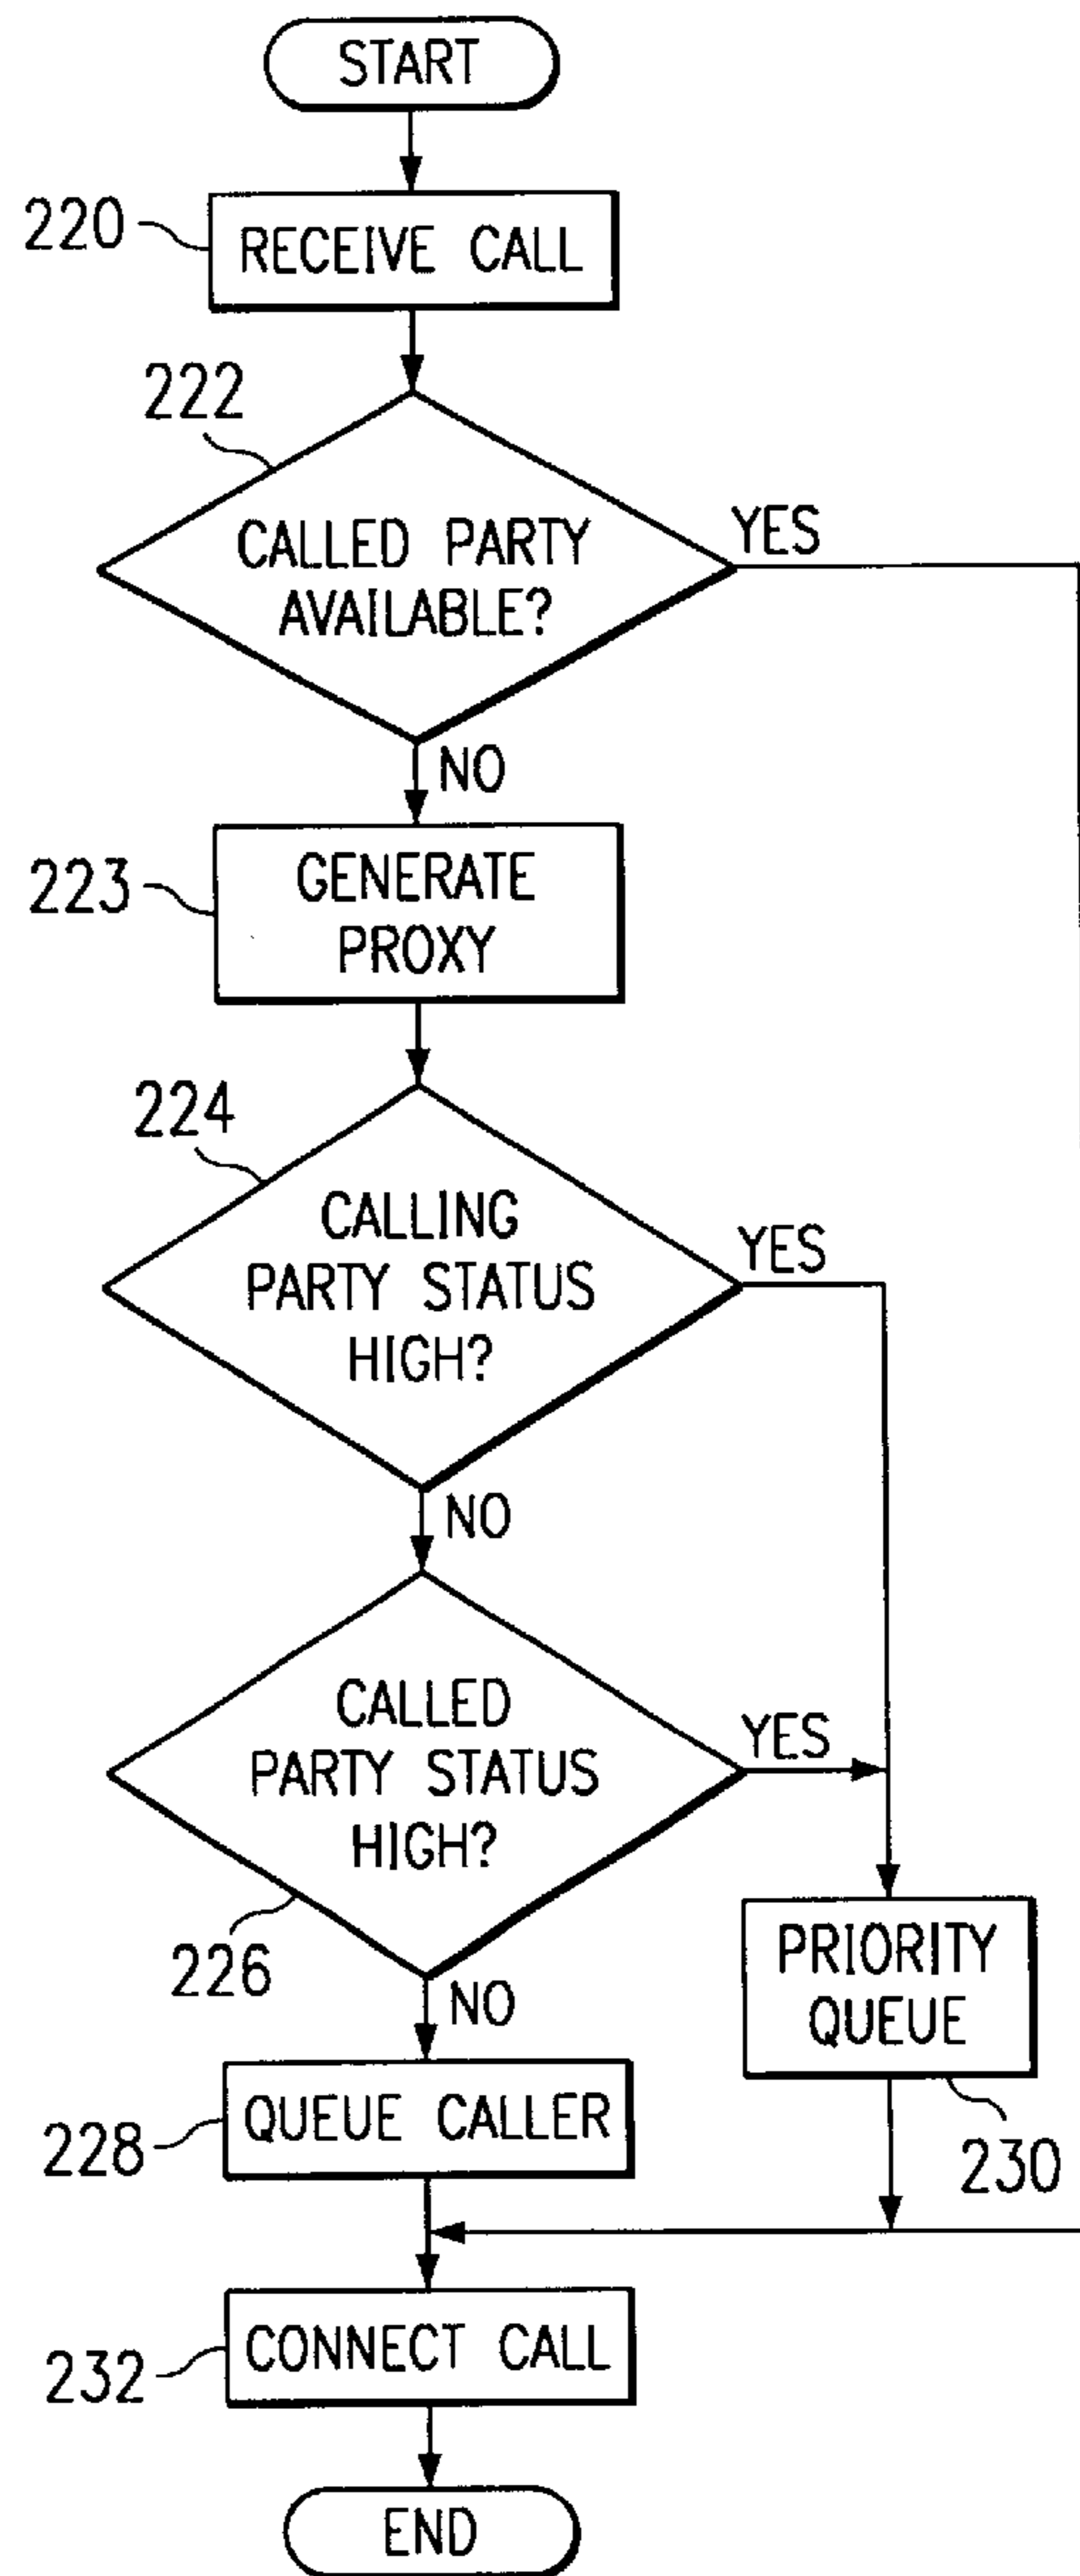 START
220
RECEIVE CALL
222
CALLED PARTY
AVAILABLE?
YES
NO
223
GENERATE
PROXY
224
CALLING
PARTY STATUS
HIGH?
YES
NO
CALLED
PARTY STATUS
HIGH?
YES
226
NO
PRIORITY
QUEUE
228
QUEUE CALLER
230
232
CONNECT CALL
END